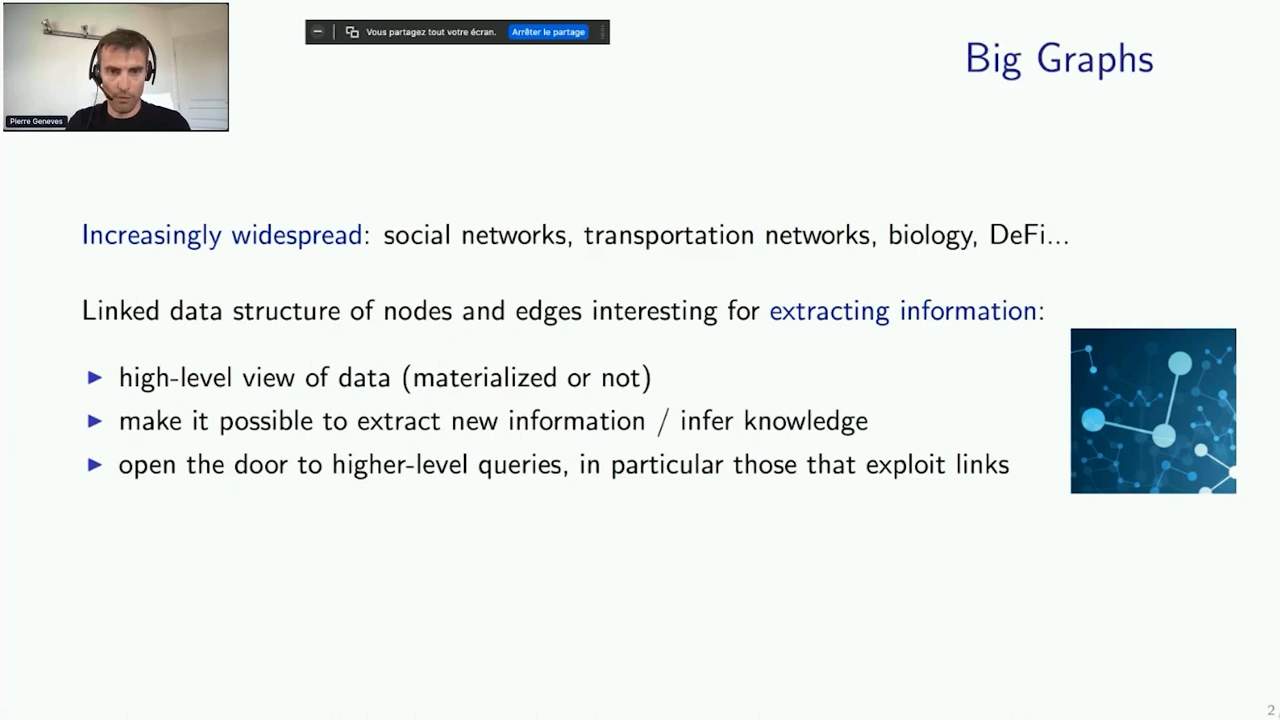 Vous partagez tout votre écran.
Arrêter le partage
Big Graphs
Pierre Geneves
Increasingly widespread: social networks, transportation networks, biology, DeFi...
Linked data structure of nodes and edges interesting for extracting information:
▶ high-level view of data (materialized or not)
▶ make it possible to extract new information / infer knowledge
▶ open the door to higher-level queries, in particular those that exploit links
2